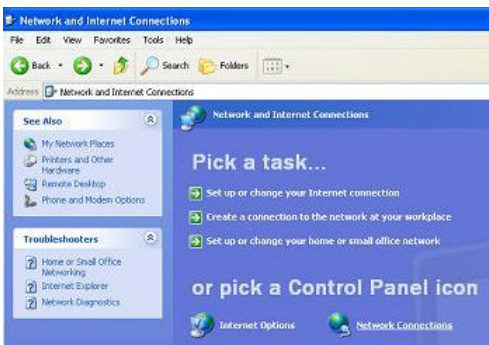 Network and Internet Connections
File Edit View Favorites Tools Help
Back Search Folders
Address Network and Internet Connections
See Also
My Network Places
Printers and Other
Hardware
Remote Desktop
Phone and Modem Options
Troubleshooters
Home or Small Office
Networking
Internet Explorer
Network Diagnostics
Network and Internet Connections
Pick a task...
Set up or change your Internet connection
Create a connection to the network at your workplace
Set up or change your home or small office network
or pick a Control Panel icon
Internet Options Network Connections